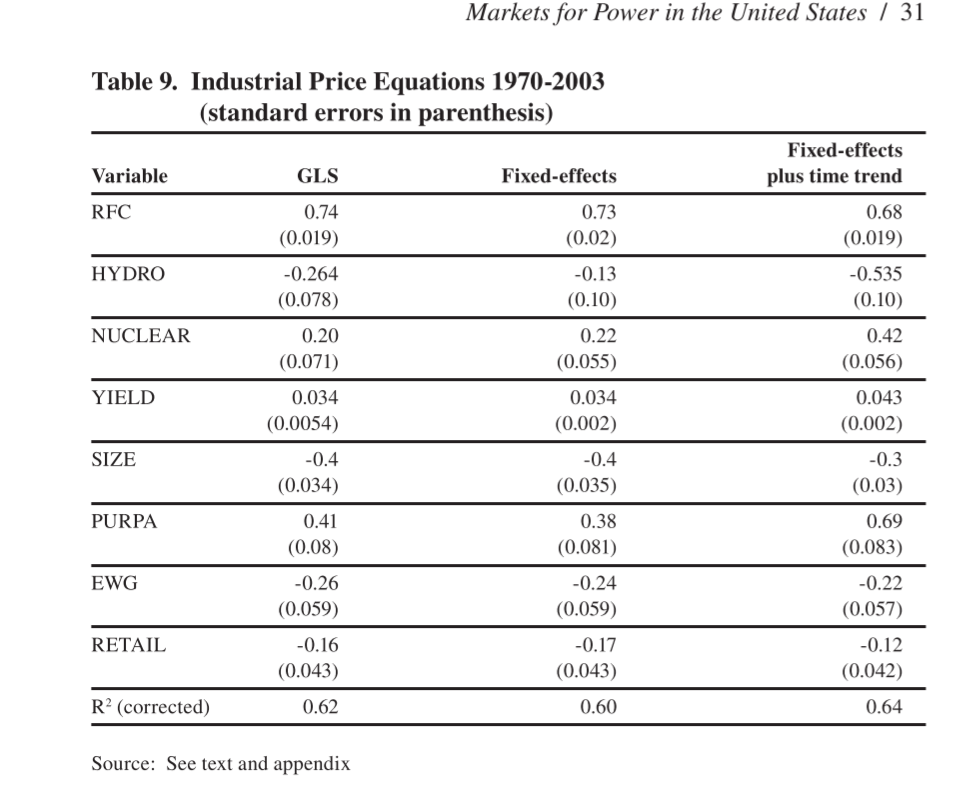 Markets for Power in the United States / 31
Table 9. Industrial Price Equations 1970-2003
(standard errors in parenthesis)
Fixed-effects
Variable GLS Fixed-effects plus time trend
RFC 0.74 0.73 0.68
(0.019) (0.02) (0.019)
HYDRO -0.264 -0.13 -0.535
(0.078) (0.10) (0.10)
NUCLEAR 0.20 0.22 0.42
(0.071) (0.055) (0.056)
YIELD 0.034 0.034 0.043
(0.0054) (0.002) (0.002)
SIZE -0.4 -0.4 -0.3
(0.034) (0.035) (0.03)
PURPA 0.41 0.38 0.69
(0.08) (0.081) (0.083)
EWG -0.26 -0.24 -0.22
(0.059) (0.059) (0.057)
RETAIL -0.16 -0.17 -0.12
(0.043) (0.043) (0.042)
R² (corrected) 0.62 0.60 0.64
Source: See text and appendix